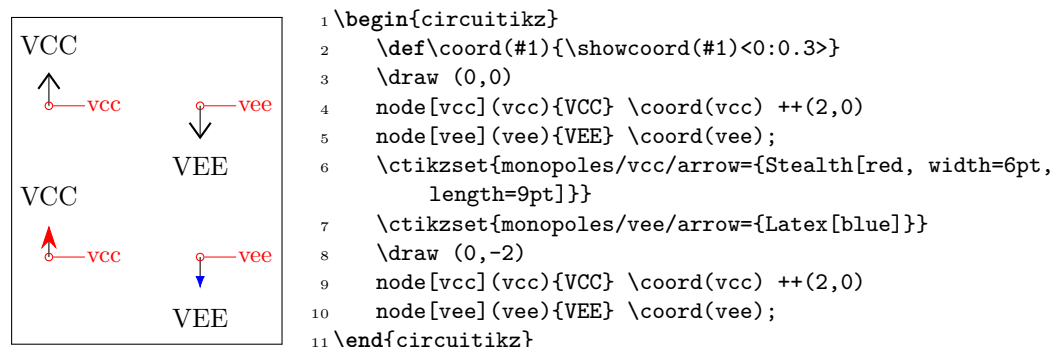 VCC
vcc
vee
VEE
VCC
vcc
vee
VEE
1 \begin{circuitikz}
2 \def\coord(#1){\showcoord(#1)<0:0.3>}
3 \draw (0,0)
4 node[vcc](vcc){VCC} \coord(vcc) ++(2,0)
5 node[vee](vee){VEE} \coord(vee);
6 \ctikzset{monopoles/vcc/arrow={Stealth[red, width=6pt,
length=9pt]}}
7 \ctikzset{monopoles/vee/arrow={Latex[blue]}}
8 \draw (0,-2)
9 node[vcc](vcc){VCC} \coord(vcc) ++(2,0)
10 node[vee](vee){VEE} \coord(vee);
11 \end{circuitikz}